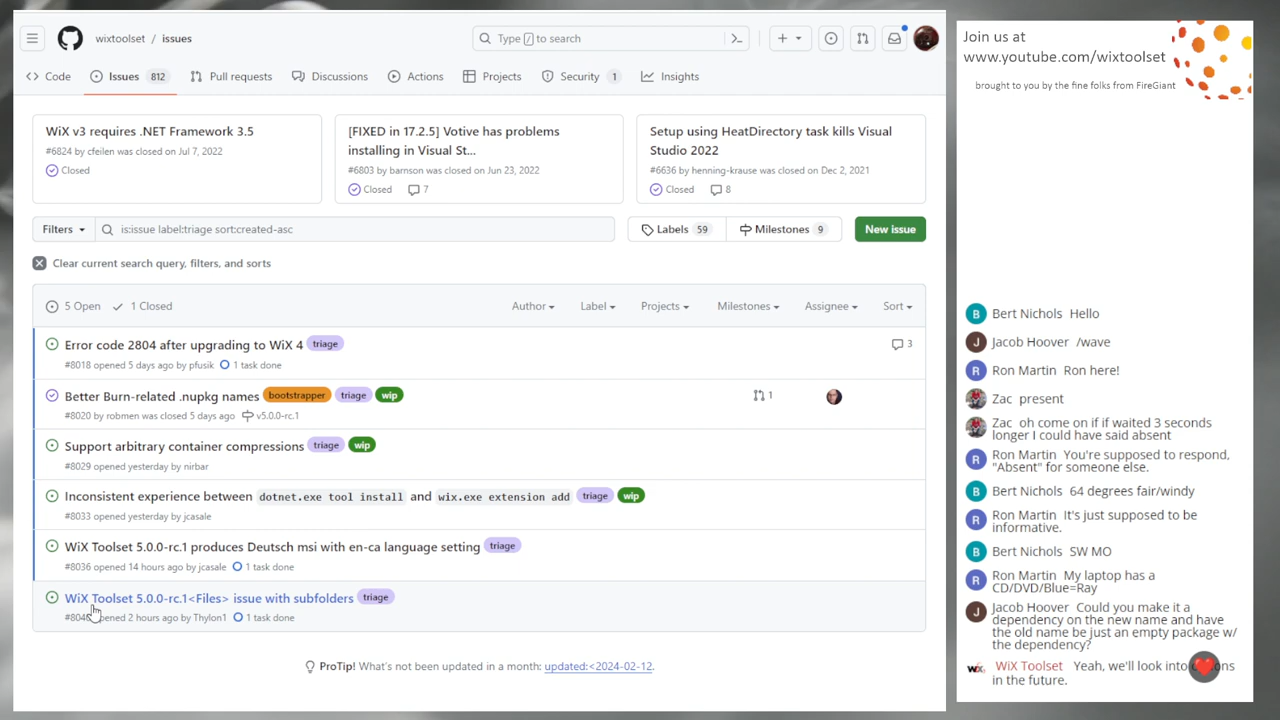 wixtoolset / issues
Type / to search
Code
Issues 812
Pull requests
Discussions
Actions
Projects
Security 1
Insights
WiX v3 requires .NET Framework 3.5
#6824 by cfeilen was closed on Jul 7, 2022
Closed
[FIXED in 17.2.5] Votive has problems
installing in Visual St...
#6803 by barnson was closed on Jun 23, 2022
Closed 7
Setup using HeatDirectory task kills Visual
Studio 2022
#6636 by henning-krause was closed on Dec 2, 2021
Closed 8
Filters
is:issue label:triage sort:created-asc
Labels 59
Milestones 9
New issue
Clear current search query, filters, and sorts
5 Open 1 Closed
Author
Label
Projects
Milestones
Assignee
Sort
Error code 2804 after upgrading to WiX 4 triage
3
#8018 opened 5 days ago by pfusik 1 task done
Better Burn-related .nupkg names bootstrapper triage wip
1
#8020 by robmen was closed 5 days ago v5.0.0-rc.1
Support arbitrary container compressions triage wip
#8029 opened yesterday by nirbar
Inconsistent experience between dotnet.exe tool install and wix.exe extension add triage wip
#8033 opened yesterday by jcasale
WiX Toolset 5.0.0-rc.1 produces Deutsch msi with en-ca language setting triage
#8036 opened 14 hours ago by jcasale 1 task done
WiX Toolset 5.0.0-rc.1<Files> issue with subfolders triage
opened 2 hours ago by Thylon1 1 task done
ProTip! What's not been updated in a month: updated:<2024-02-12.
Join us at
www.youtube.com/wixtoolset
brought to you by the fine folks from FireGiant
B Bert Nichols Hello
J Jacob Hoover /wave
R Ron Martin Ron here!
Zac present
Zac oh come on if if waited 3 seconds
longer I could have said absent
R Ron Martin You're supposed to respond,
"Absent" for someone else.
B Bert Nichols 64 degrees fair/windy
R Ron Martin It's just supposed to be
informative.
B Bert Nichols SW MO
R Ron Martin My laptop has a
CD/DVD/Blue=Ray
J Jacob Hoover Could you make it a
dependency on the new name and have
the old name be just an empty package w/
the dependency?
WiX WiX Toolset Yeah, we'll look into
in the future.